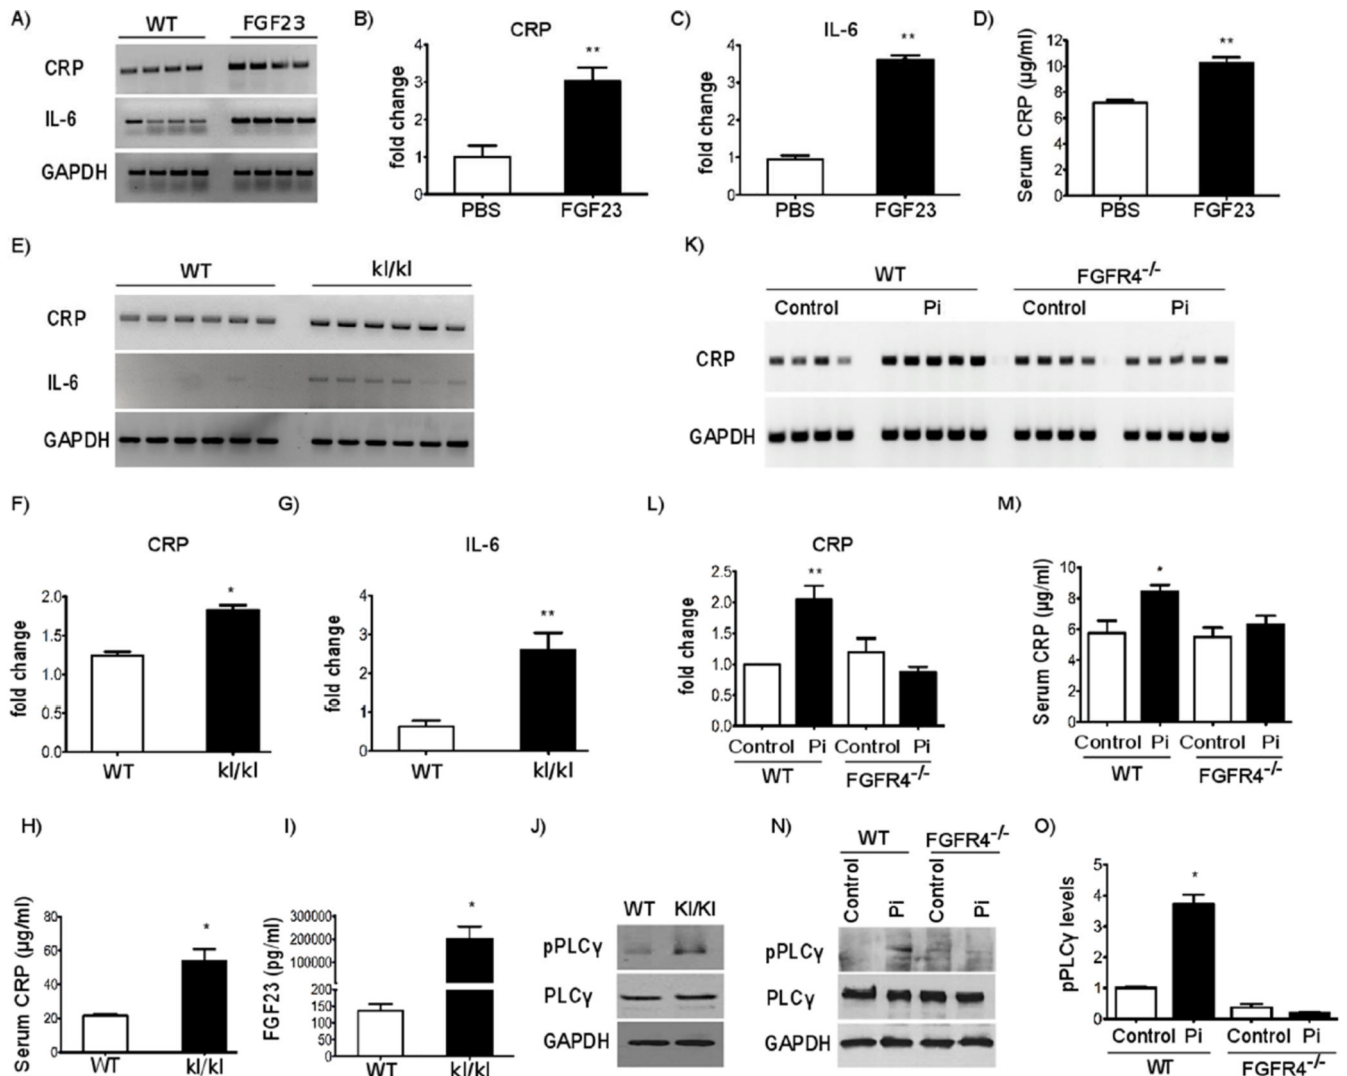 A)
WT FGF23
CRP
IL-6
GAPDH
B)
CRP
**
fold change
4
3
2
1
0
PBS FGF23
C)
IL-6
**
fold change
4
3
2
1
0
PBS FGF23
D)
**
Serum CRP (µg/ml)
12
10
8
6
4
2
0
PBS FGF23
E)
WT kl/kl
CRP
IL-6
GAPDH
K)
WT FGFR4-/-
Control Pi Control Pi
CRP
GAPDH
F)
CRP
*
fold change
2.0
1.5
1.0
0.5
0.0
WT kl/kl
G)
IL-6
**
fold change
4
3
2
1
0
WT kl/kl
L)
CRP
**
fold change
2.5
2.0
1.5
1.0
0.5
0.0
Control Pi Control Pi
WT FGFR4-/-
M)
*
Serum CRP (µg/ml)
10
8
6
4
2
0
Control Pi Control Pi
WT FGFR4-/-
H)
*
Serum CRP (µg/ml)
80
60
40
20
0
WT kl/kl
I)
*
FGF23 (pg/ml)
300000
200000
100000
200
150
100
50
0
WT kl/kl
J)
WT Kl/Kl
pPLCγ
PLCγ
GAPDH
N)
WT FGFR4-/-
Control Pi Control Pi
pPLCγ
PLCγ
GAPDH
O)
*
pPLCγ levels
5
4
3
2
1
0
Control Pi Control Pi
WT FGFR4-/-